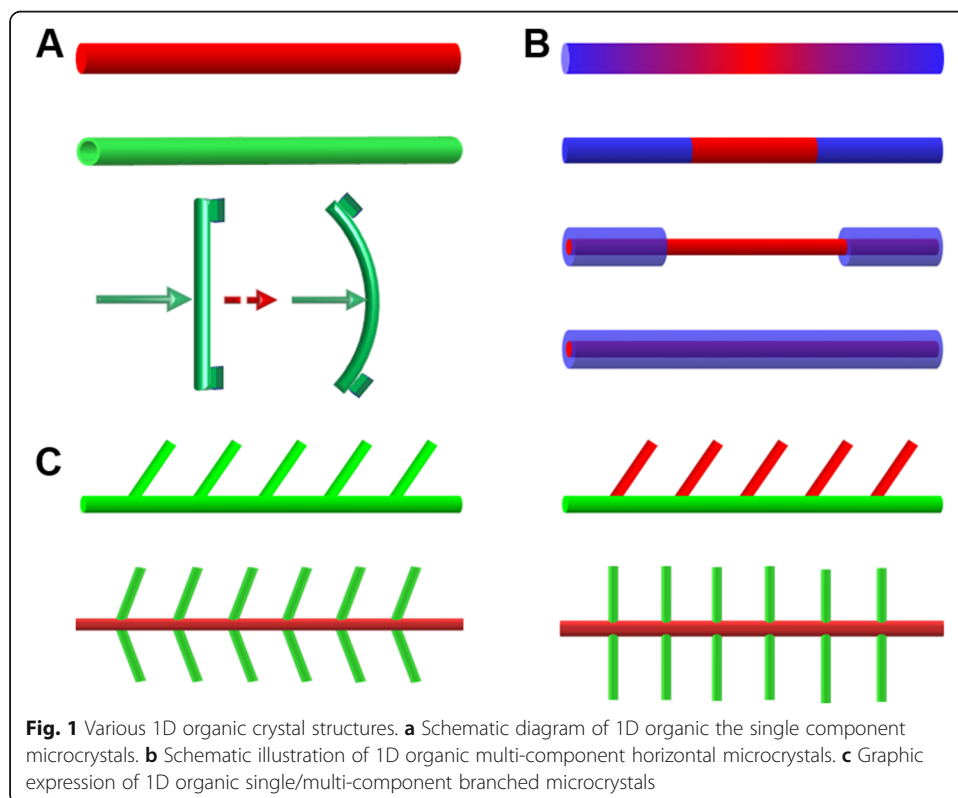 A
B
C
Fig. 1 Various 1D organic crystal structures. a Schematic diagram of 1D organic the single component
microcrystals. b Schematic illustration of 1D organic multi-component horizontal microcrystals. c Graphic
expression of 1D organic single/multi-component branched microcrystals